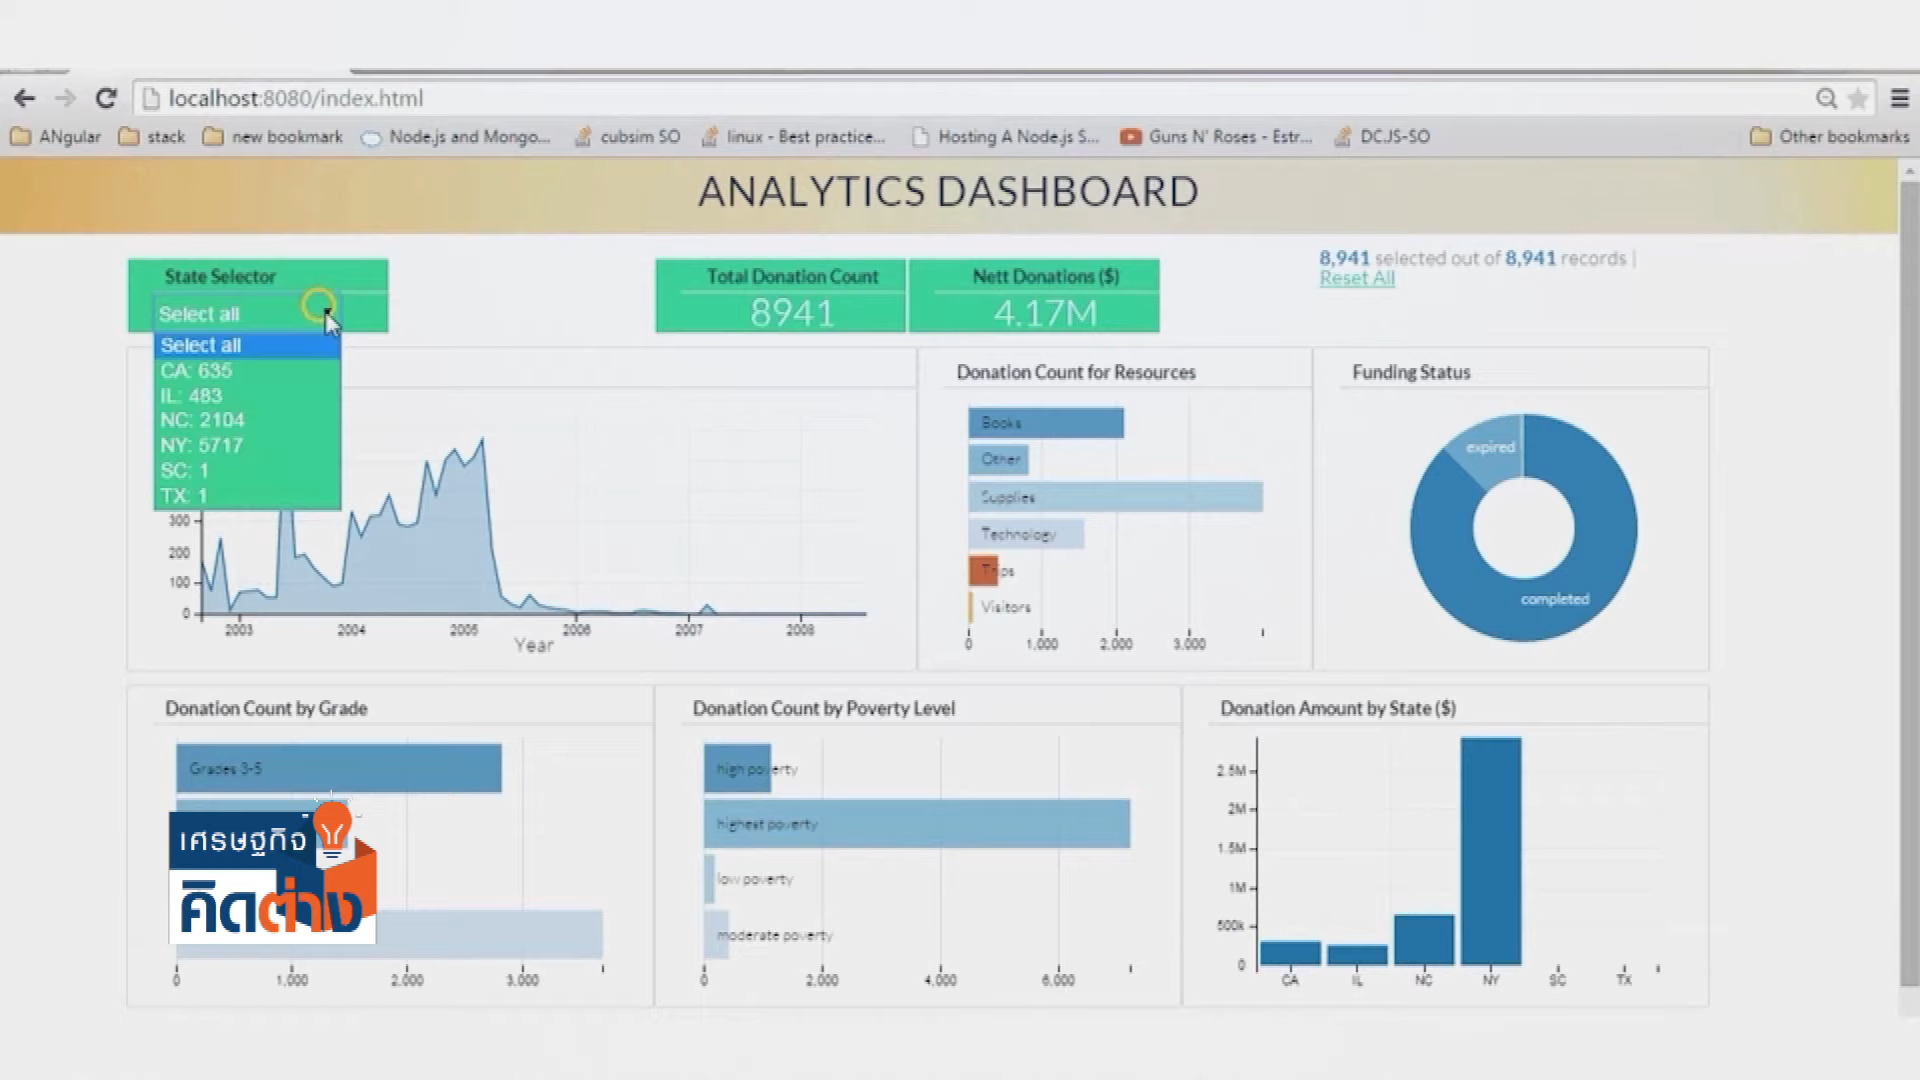 localhost:8080/index.html
ANgular stack new bookmark Node.js and Mongo... cubsim SO linux - Best practice... Hosting A Node.js S... Guns N' Roses - Estr... DCJS-SO Other bookmarks
ANALYTICS DASHBOARD
State Selector
Select all
Select all
CA: 635
IL: 483
NC: 2104
NY: 5717
SC: 1
TX: 1
Total Donation Count
8941
Nett Donations ($)
4.17M
8,941 selected out of 8,941 records |
Reset All
300
200
100
0
2003 2004 2005 2006 2007 2008
Year
Donation Count for Resources
Books
Other
Supplies
Technology
Trips
Visitors
0 1,000 2,000 3,000
Funding Status
expired
completed
Donation Count by Grade
Grades 3-5
0 1,000 2,000 3,000
เศรษฐกิจ
คิดต่าง
Donation Count by Poverty Level
high poverty
highest poverty
low poverty
moderate poverty
0 2,000 4,000 6,000
Donation Amount by State ($)
2.5M
2M
1.5M
1M
500k
0
CA IL NC NY SC TX